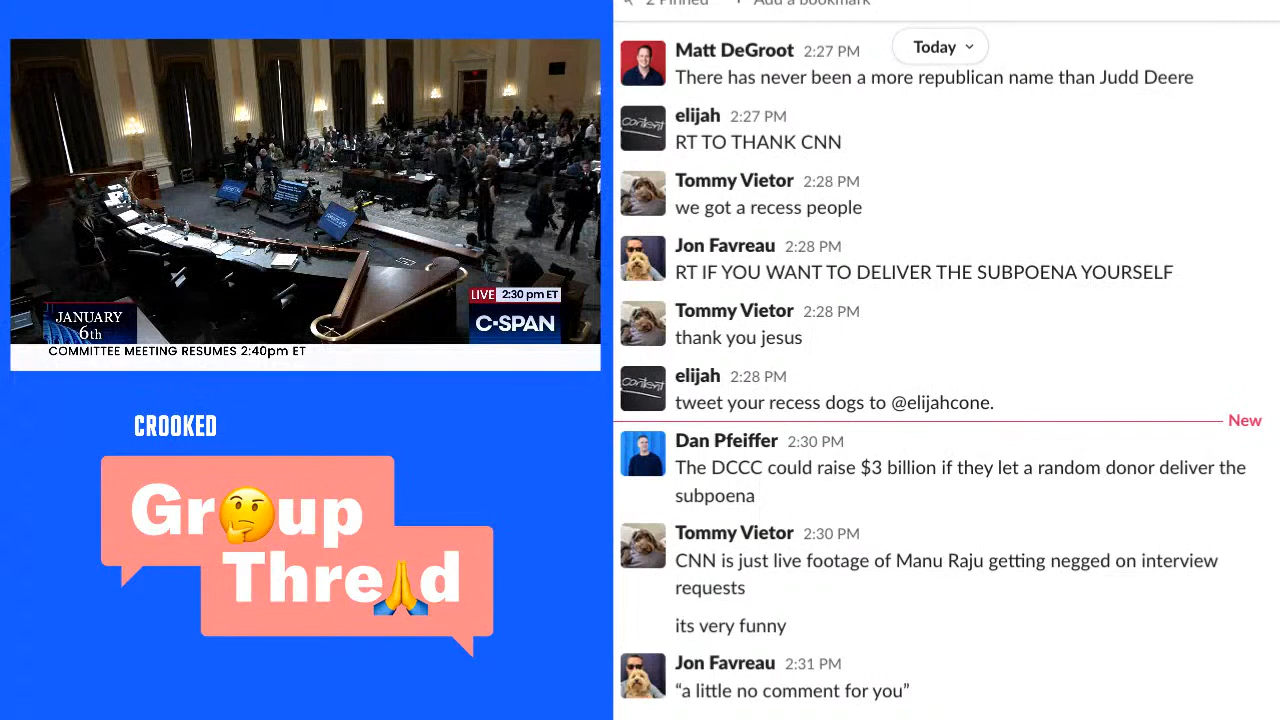 JANUARY
6th
LIVE 2:30 pm ET
C-SPAN
COMMITTEE MEETING RESUMES 2:40pm ET
CROOKED
Gr🤔up
Thre🙏d
2 Pinned + Add a bookmark
Today
Matt DeGroot 2:27 PM
There has never been a more republican name than Judd Deere
elijah 2:27 PM
content
RT TO THANK CNN
Tommy Vietor 2:28 PM
we got a recess people
Jon Favreau 2:28 PM
RT IF YOU WANT TO DELIVER THE SUBPOENA YOURSELF
Tommy Vietor 2:28 PM
thank you jesus
elijah 2:28 PM
content
tweet your recess dogs to @elijahcone.
New
Dan Pfeiffer 2:30 PM
The DCCC could raise $3 billion if they let a random donor deliver the
subpoena
Tommy Vietor 2:30 PM
CNN is just live footage of Manu Raju getting negged on interview
requests
its very funny
Jon Favreau 2:31 PM
“a little no comment for you”